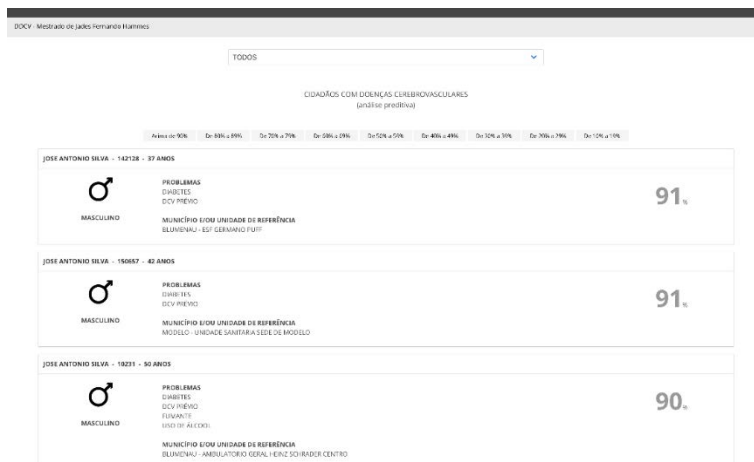 DDCV - Mestrado de Jades Fernando Hammes
TODOS
CIDADÃOS COM DOENÇAS CEREBROVASCULARES
(análise preditiva)
Acima de 90% De 80% a 89% De 70% a 79% De 60% a 69% De 50% a 59% De 40% a 49% De 30% a 39% De 20% a 29% De 10% a 19%
JOSE ANTONIO SILVA - 142128 - 37 ANOS
PROBLEMAS
DIABETES
DCV PRÉVIO
91%
MASCULINO
MUNICÍPIO E/OU UNIDADE DE REFERÊNCIA
BLUMENAU - ESF GERMANO PUFF
JOSE ANTONIO SILVA - 150657 - 42 ANOS
PROBLEMAS
DIABETES
DCV PRÉVIO
91%
MASCULINO
MUNICÍPIO E/OU UNIDADE DE REFERÊNCIA
MODELO - UNIDADE SANITARIA SEDE DE MODELO
JOSE ANTONIO SILVA - 10231 - 50 ANOS
PROBLEMAS
DIABETES
DCV PRÉVIO
FUMANTE
USO DE ÁLCOOL
90%
MASCULINO
MUNICÍPIO E/OU UNIDADE DE REFERÊNCIA
BLUMENAU - AMBULATORIO GERAL HEINZ SCHRADER CENTRO